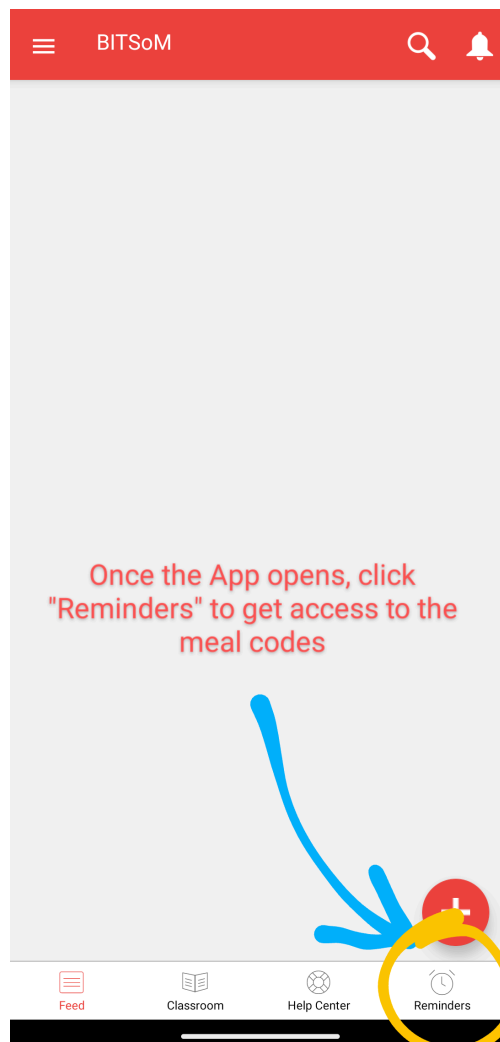 BITSoM
Once the App opens, click
"Reminders" to get access to the
meal codes
Feed
Classroom
Help Center
Reminders